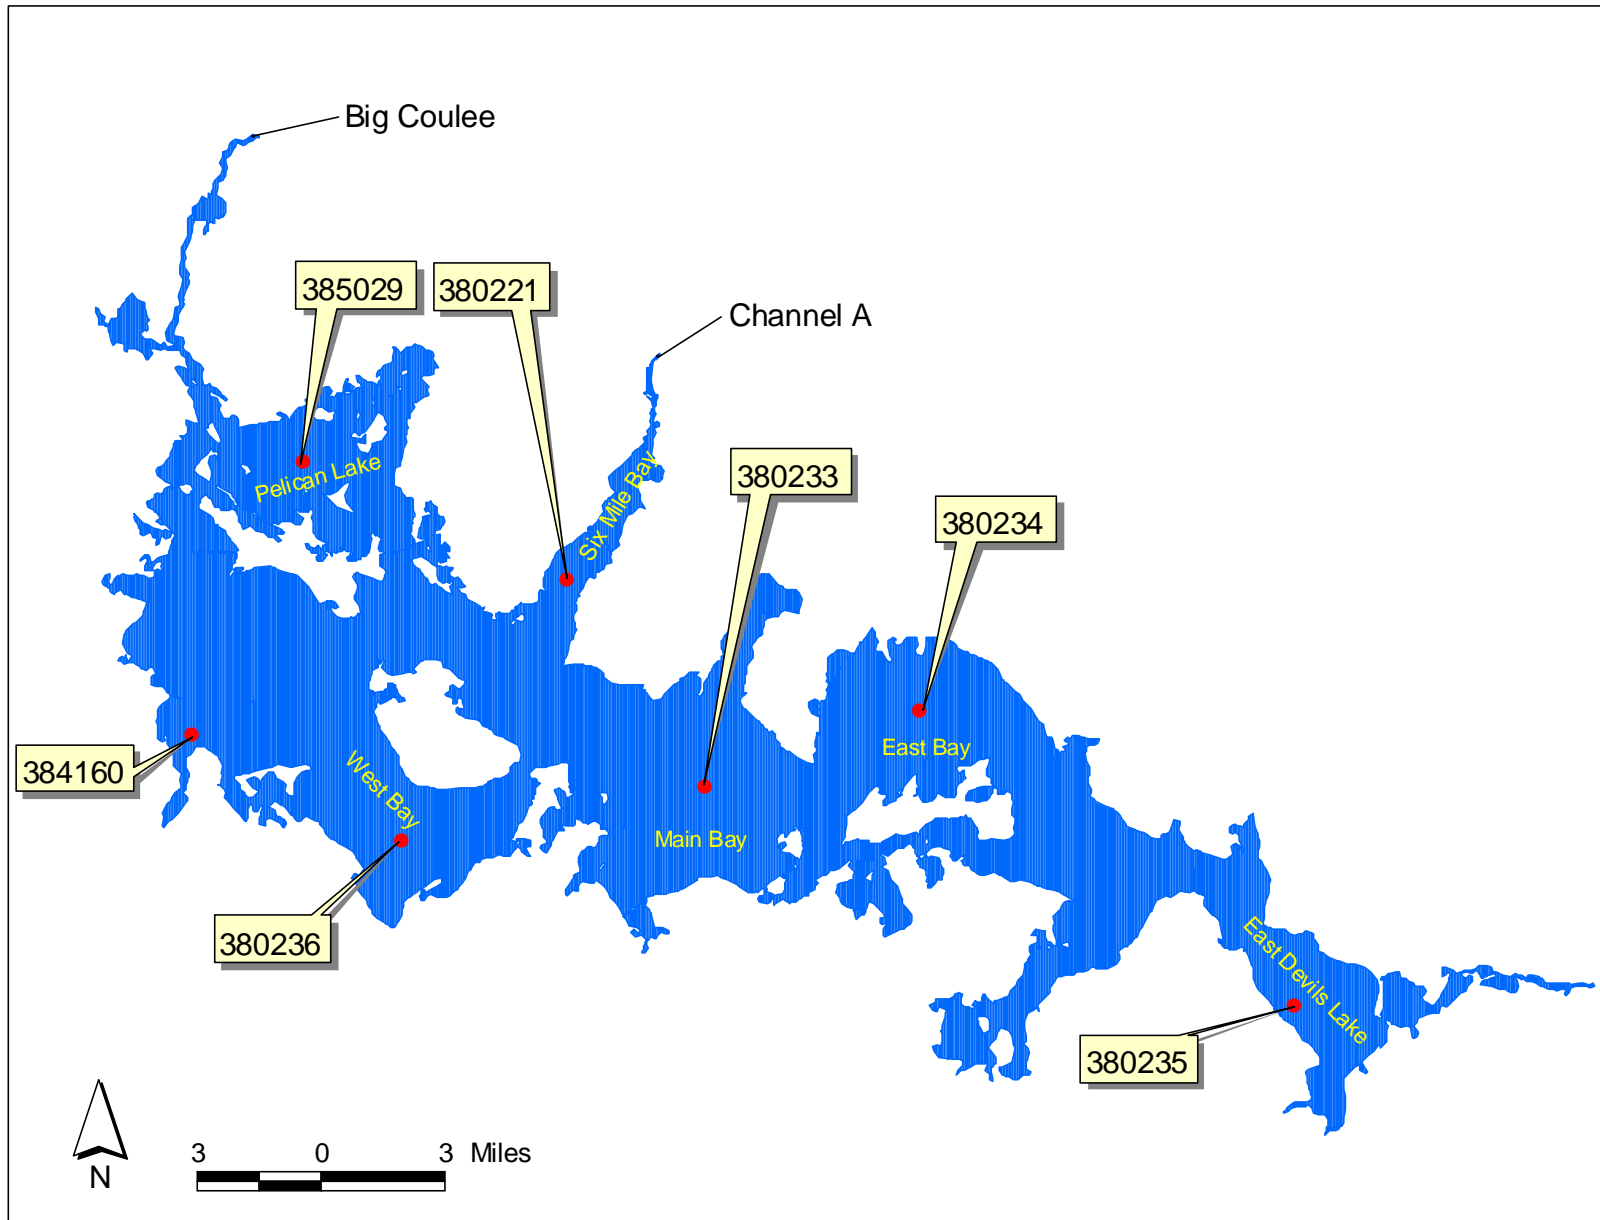 Big Coulee
385029
380221
Channel A
Pelican Lake
Six Mile Bay
380233
380234
384160
West Bay
East Bay
Main Bay
380236
East Devils Lake
380235
N
3 0 3 Miles